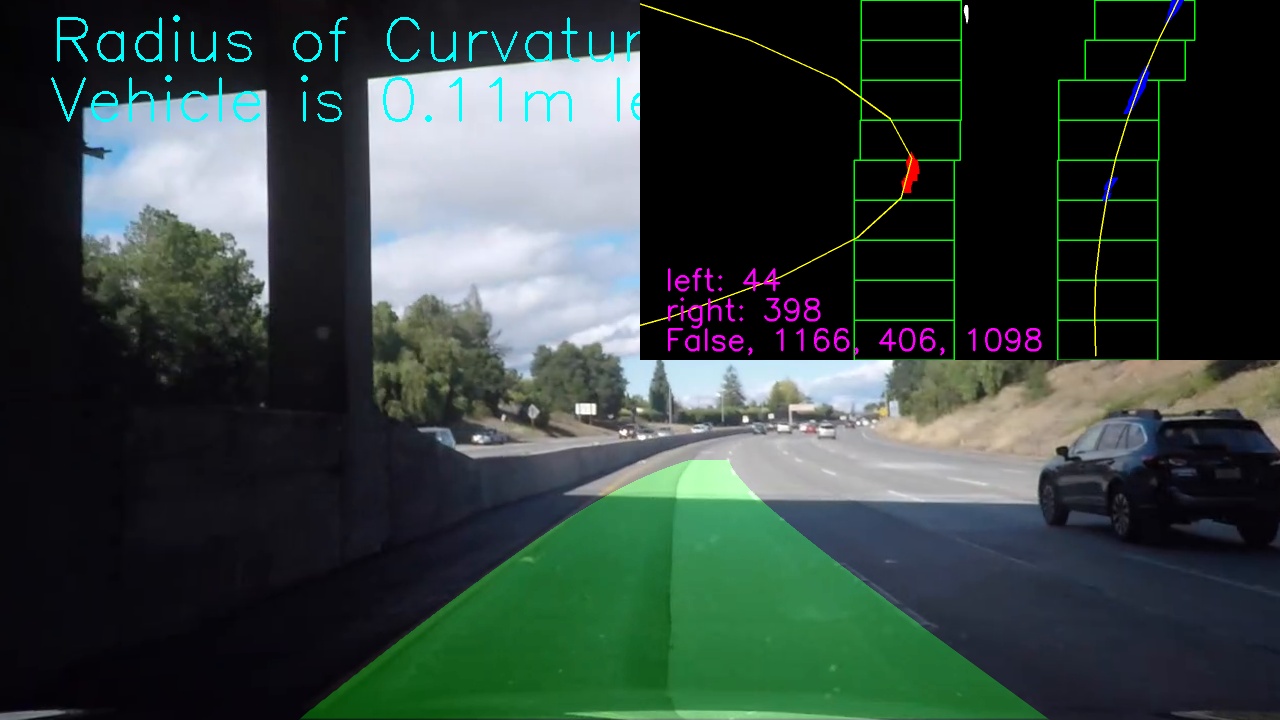 Radius of Curvatur
Vehicle is 0.11m le
left: 44
right: 398
False, 1166, 406, 1098